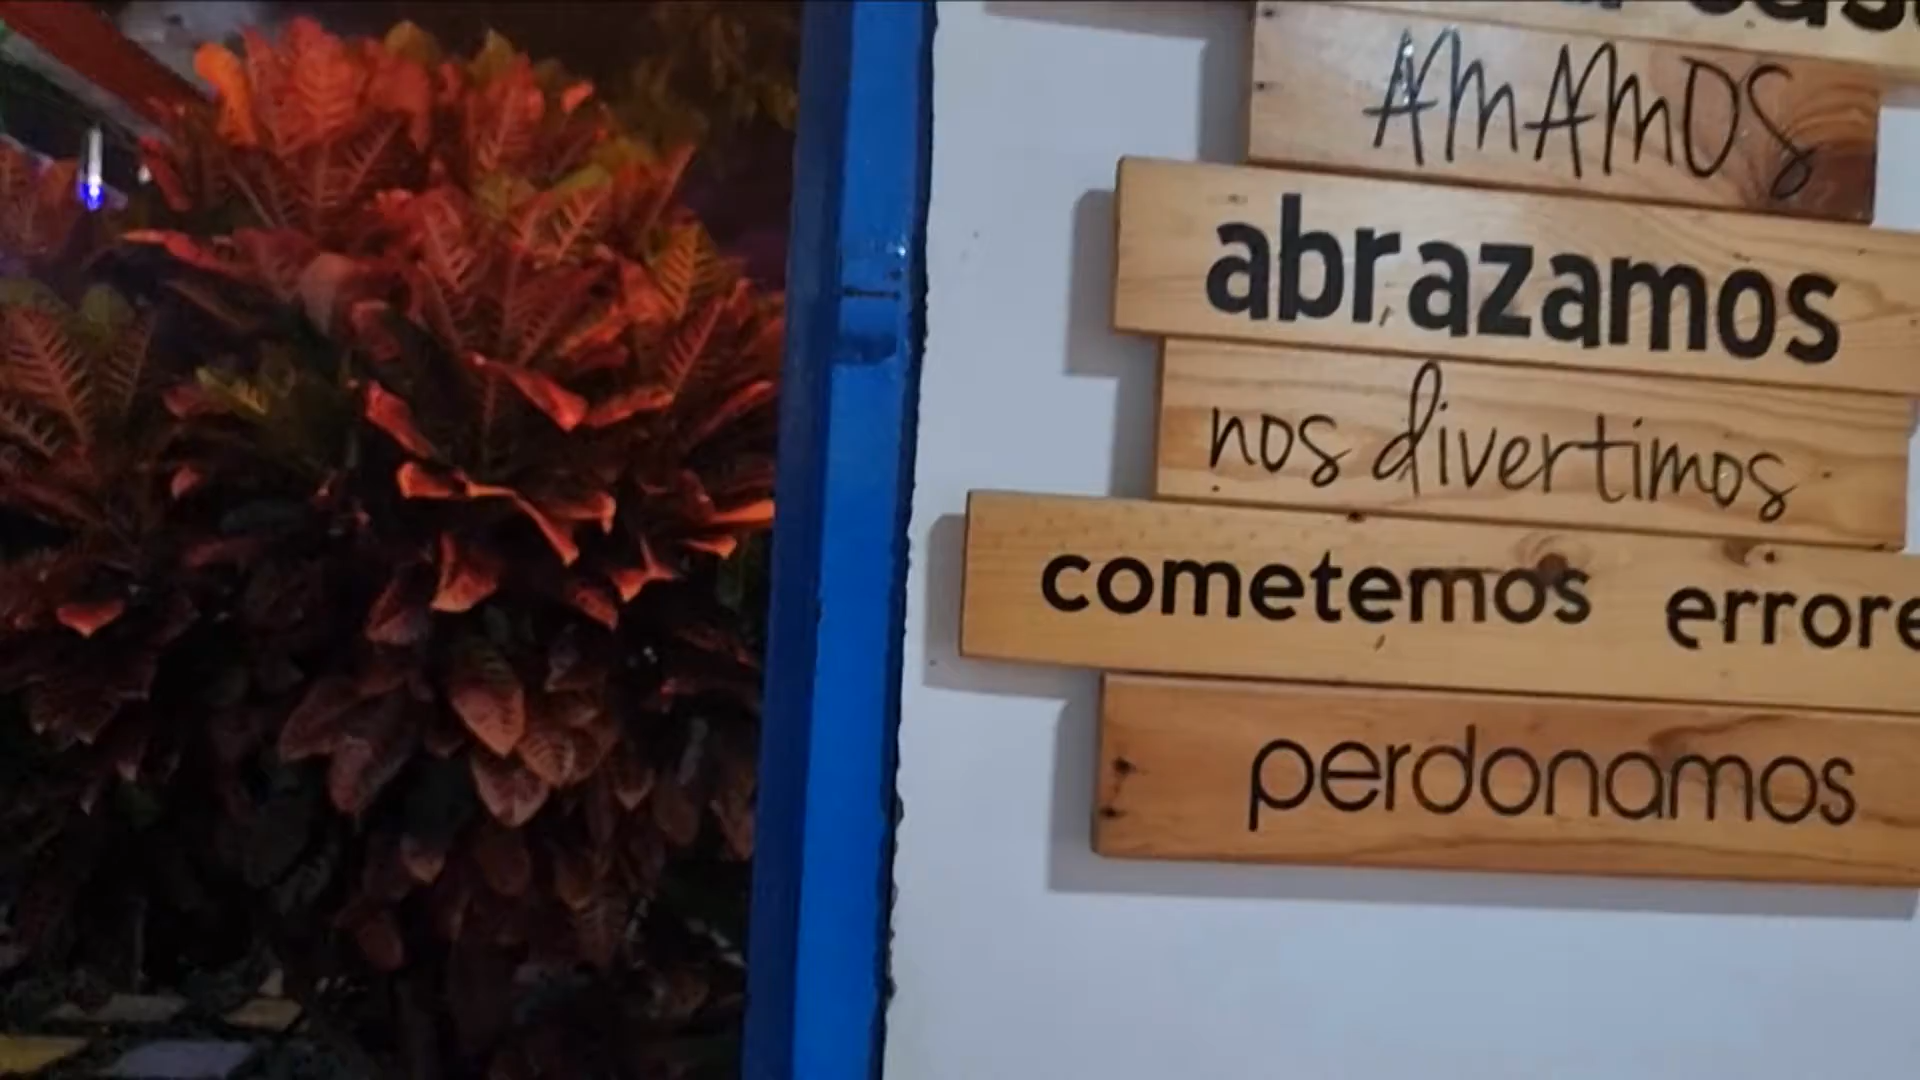 AMAMOS
abrazamos
nos divertimos
cometemos errore
perdonamos